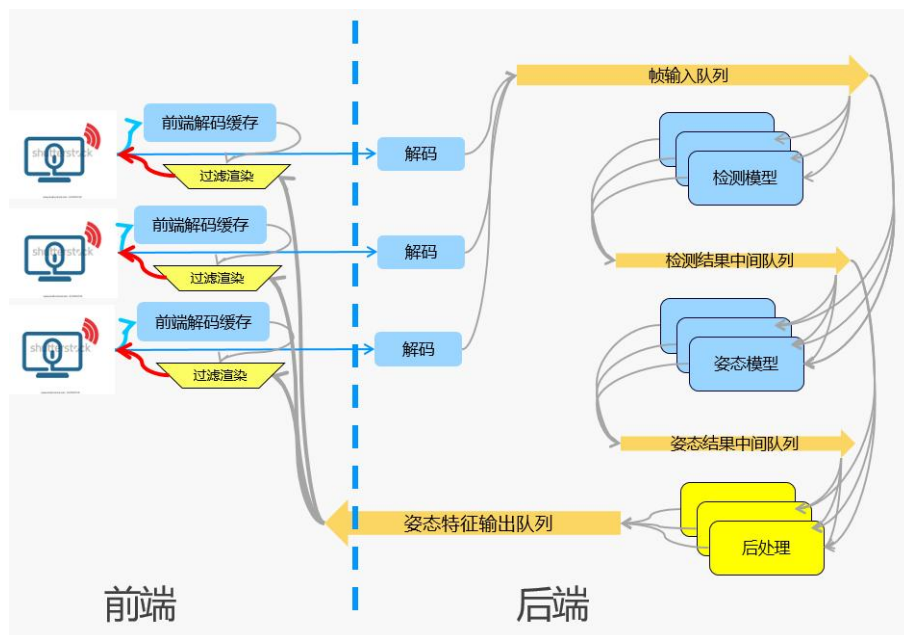 帧输入队列
前端解码缓存
shutterstock
解码
过滤渲染
检测模型
前端解码缓存
shutterstock
解码
检测结果中间队列
过滤渲染
前端解码缓存
shutterstock
解码
姿态模型
过滤渲染
姿态结果中间队列
姿态特征输出队列
后处理
前端
后端